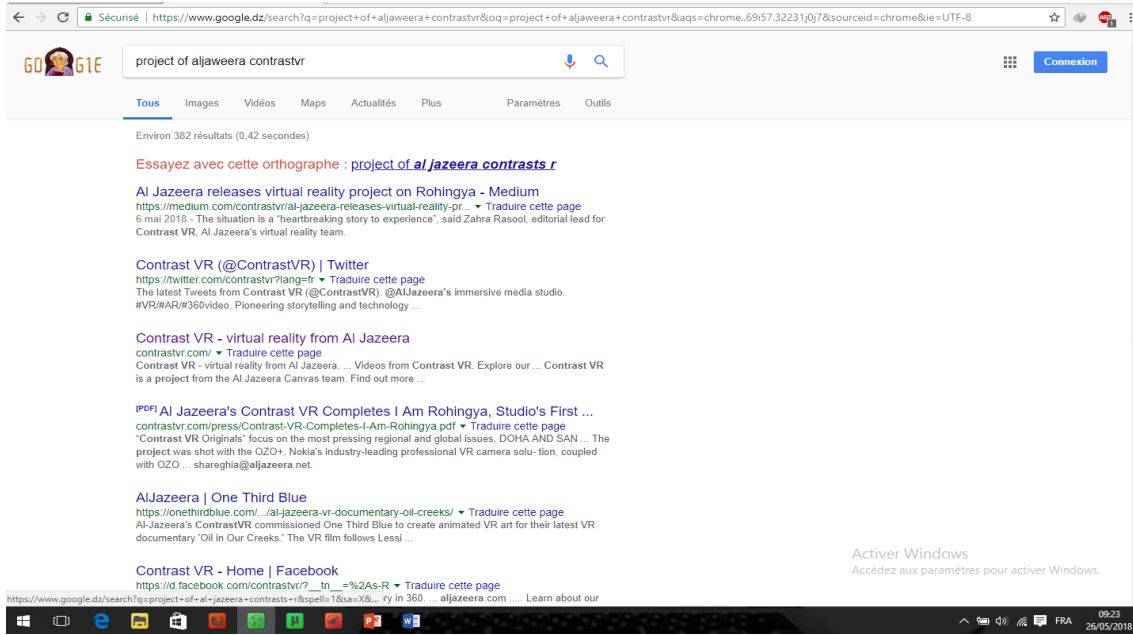 Sécurisé | https://www.google.dz/search?q=project+of+aljaweera+contrastvr&oq=project+of+aljaweera+contrastvr&aqs=chrome..69i57.32231j0j7&sourceid=chrome&ie=UTF-8
GOOGLE
project of aljaweera contrastvr
Connexion
Tous Images Vidéos Maps Actualités Plus Paramètres Outils
Environ 382 résultats (0,42 secondes)
Essayez avec cette orthographe : project of al jazeera contrasts r
Al Jazeera releases virtual reality project on Rohingya - Medium
https://medium.com/contrastvr/al-jazeera-releases-virtual-reality-pr... ▼ Traduire cette page
6 mai 2018 - The situation is a “heartbreaking story to experience”, said Zahra Rasool, editorial lead for
Contrast VR, Al Jazeera’s virtual reality team.
Contrast VR (@ContrastVR) | Twitter
https://twitter.com/contrastvr?lang=fr ▼ Traduire cette page
The latest Tweets from Contrast VR (@ContrastVR). @AlJazeera's immersive media studio.
#VR/#AR/#360video. Pioneering storytelling and technology ...
Contrast VR - virtual reality from Al Jazeera
contrastvr.com/ ▼ Traduire cette page
Contrast VR - virtual reality from Al Jazeera. ... Videos from Contrast VR. Explore our ... Contrast VR
is a project from the Al Jazeera Canvas team. Find out more ...
[PDF] Al Jazeera's Contrast VR Completes I Am Rohingya, Studio's First ...
contrastvr.com/press/Contrast-VR-Completes-I-Am-Rohingya.pdf ▼ Traduire cette page
“Contrast VR Originals” focus on the most pressing regional and global issues. DOHA AND SAN ... The
project was shot with the OZO+, Nokia's industry-leading professional VR camera solu- tion, coupled
with OZO ... shareghia@aljazeera.net.
AlJazeera | One Third Blue
https://onethirdblue.com/.../al-jazeera-vr-documentary-oil-creeks/ ▼ Traduire cette page
Al-Jazeera's ContrastVR commissioned One Third Blue to create animated VR art for their latest VR
documentary 'Oil in Our Creeks.' The VR film follows Lessi ...
Contrast VR - Home | Facebook
https://d.facebook.com/contrastvr/?__tn__=%2As-R ▼ Traduire cette page
https://www.google.dz/search?q=project+of+al+jazeera+contrasts+r&spell=1&sa=X&... ry in 360. ... aljazeera.com ..... Learn about our
Activer Windows
Accédez aux paramètres pour activer Windows.
FRA
09:23
26/05/2018